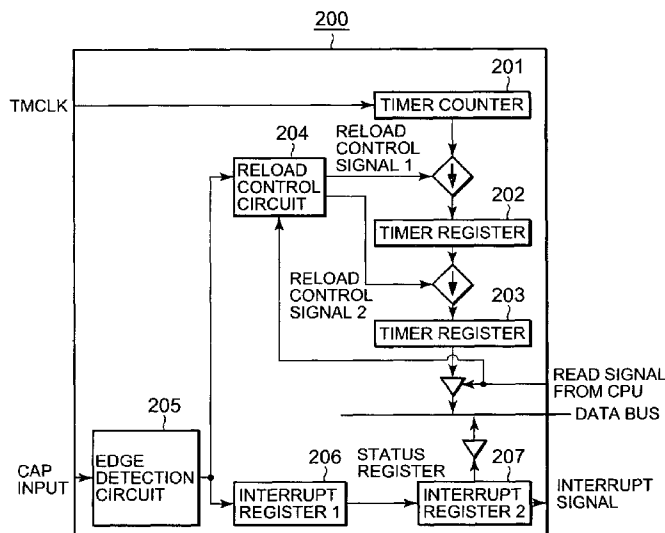 200
201
TMCLK
TIMER COUNTER
RELOAD
CONTROL
SIGNAL 1
204
RELOAD
CONTROL
CIRCUIT
202
TIMER REGISTER
RELOAD
CONTROL
SIGNAL 2
203
TIMER REGISTER
READ SIGNAL
FROM CPU
DATA BUS
205
EDGE
DETECTION
CIRCUIT
CAP
INPUT
206
INTERRUPT
REGISTER 1
STATUS
REGISTER
207
INTERRUPT
REGISTER 2
INTERRUPT
SIGNAL